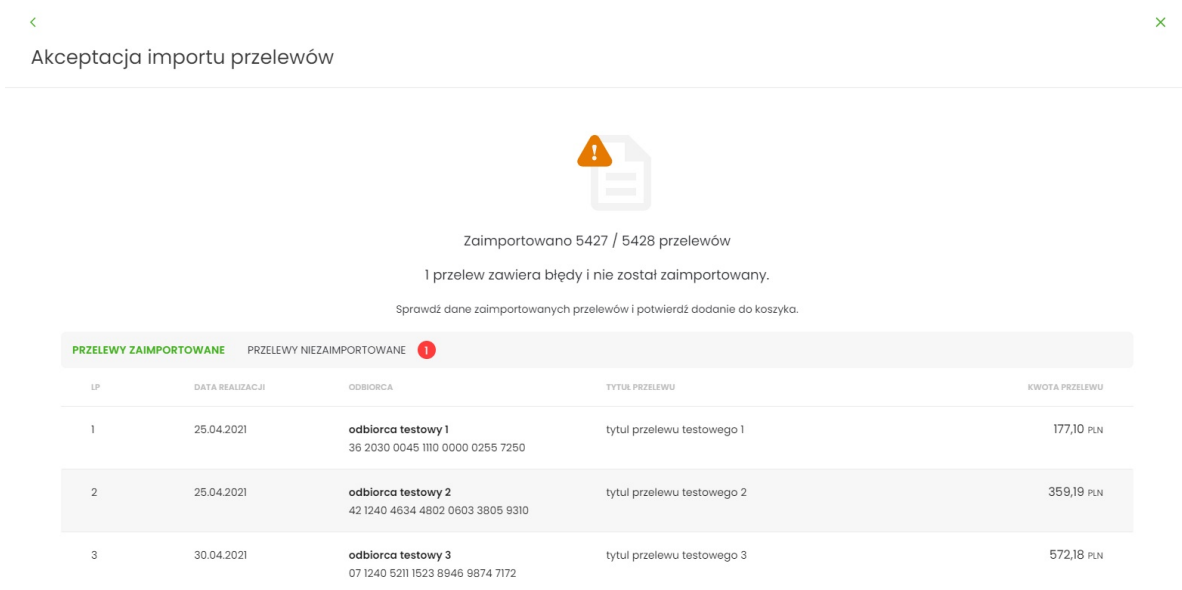 Akceptacja importu przelewów
Zaimportowano 5427 / 5428 przelewów
1 przelew zawiera błędy i nie został zaimportowany.
Sprawdź dane zaimportowanych przelewów i potwierdź dodanie do koszyka.
PRZELEWY ZAIMPORTOWANE PRZELEWY NIEZAIMPORTOWANE 1
LP DATA REALIZACJI ODBIORCA TYTUŁ PRZELEWU KWOTA PRZELEWU
1 25.04.2021 odbiorca testowy 1 tytul przelewu testowego 1 177,10 PLN
36 2030 0045 1110 0000 0255 7250
2 25.04.2021 odbiorca testowy 2 tytul przelewu testowego 2 359,19 PLN
42 1240 4634 4802 0603 3805 9310
3 30.04.2021 odbiorca testowy 3 tytul przelewu testowego 3 572,18 PLN
07 1240 5211 1523 8946 9874 7172